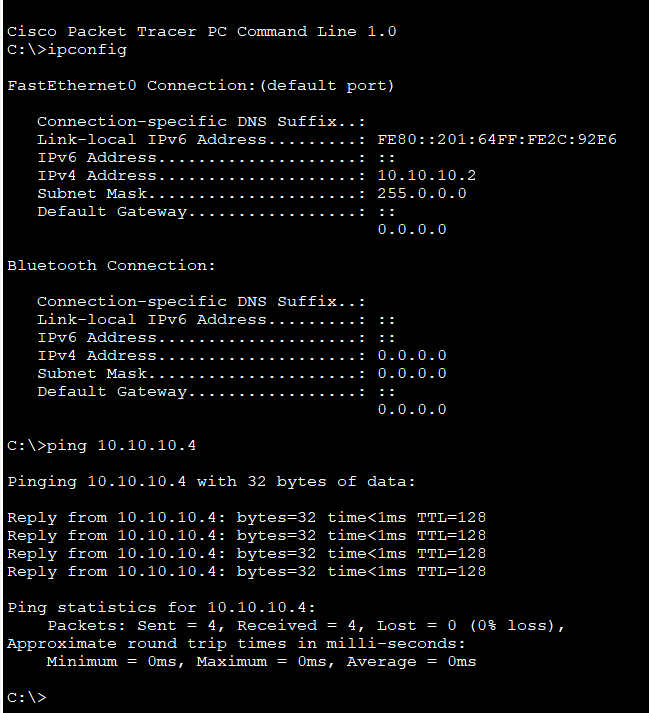 Cisco Packet Tracer PC Command Line 1.0
C:\>ipconfig
FastEthernet0 Connection:(default port)
Connection-specific DNS Suffix..:
Link-local IPv6 Address.........: FE80::201:64FF:FE2C:92E6
IPv6 Address....................: ::
IPv4 Address....................: 10.10.10.2
Subnet Mask.....................: 255.0.0.0
Default Gateway.................: ::
0.0.0.0
Bluetooth Connection:
Connection-specific DNS Suffix..:
Link-local IPv6 Address.........: ::
IPv6 Address....................: ::
IPv4 Address....................: 0.0.0.0
Subnet Mask.....................: 0.0.0.0
Default Gateway.................: ::
0.0.0.0
C:\>ping 10.10.10.4
Pinging 10.10.10.4 with 32 bytes of data:
Reply from 10.10.10.4: bytes=32 time<1ms TTL=128
Reply from 10.10.10.4: bytes=32 time<1ms TTL=128
Reply from 10.10.10.4: bytes=32 time<1ms TTL=128
Reply from 10.10.10.4: bytes=32 time<1ms TTL=128
Ping statistics for 10.10.10.4:
Packets: Sent = 4, Received = 4, Lost = 0 (0% loss),
Approximate round trip times in milli-seconds:
Minimum = 0ms, Maximum = 0ms, Average = 0ms
C:\>